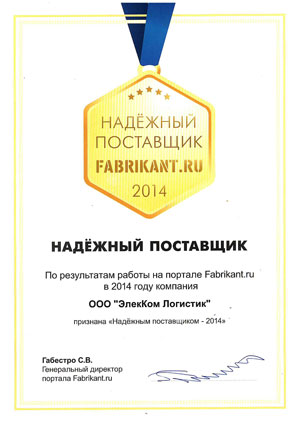 НАДЁЖНЫЙ
ПОСТАВЩИК
FABRIKANT.RU
2014
НАДЁЖНЫЙ ПОСТАВЩИК
По результатам работы на портале Fabrikant.ru
в 2014 году компания
ООО "ЭлекКом Логистик"
признана «Надёжным поставщиком - 2014»
Габестро С.В.
Генеральный директор
портала Fabrikant.ru